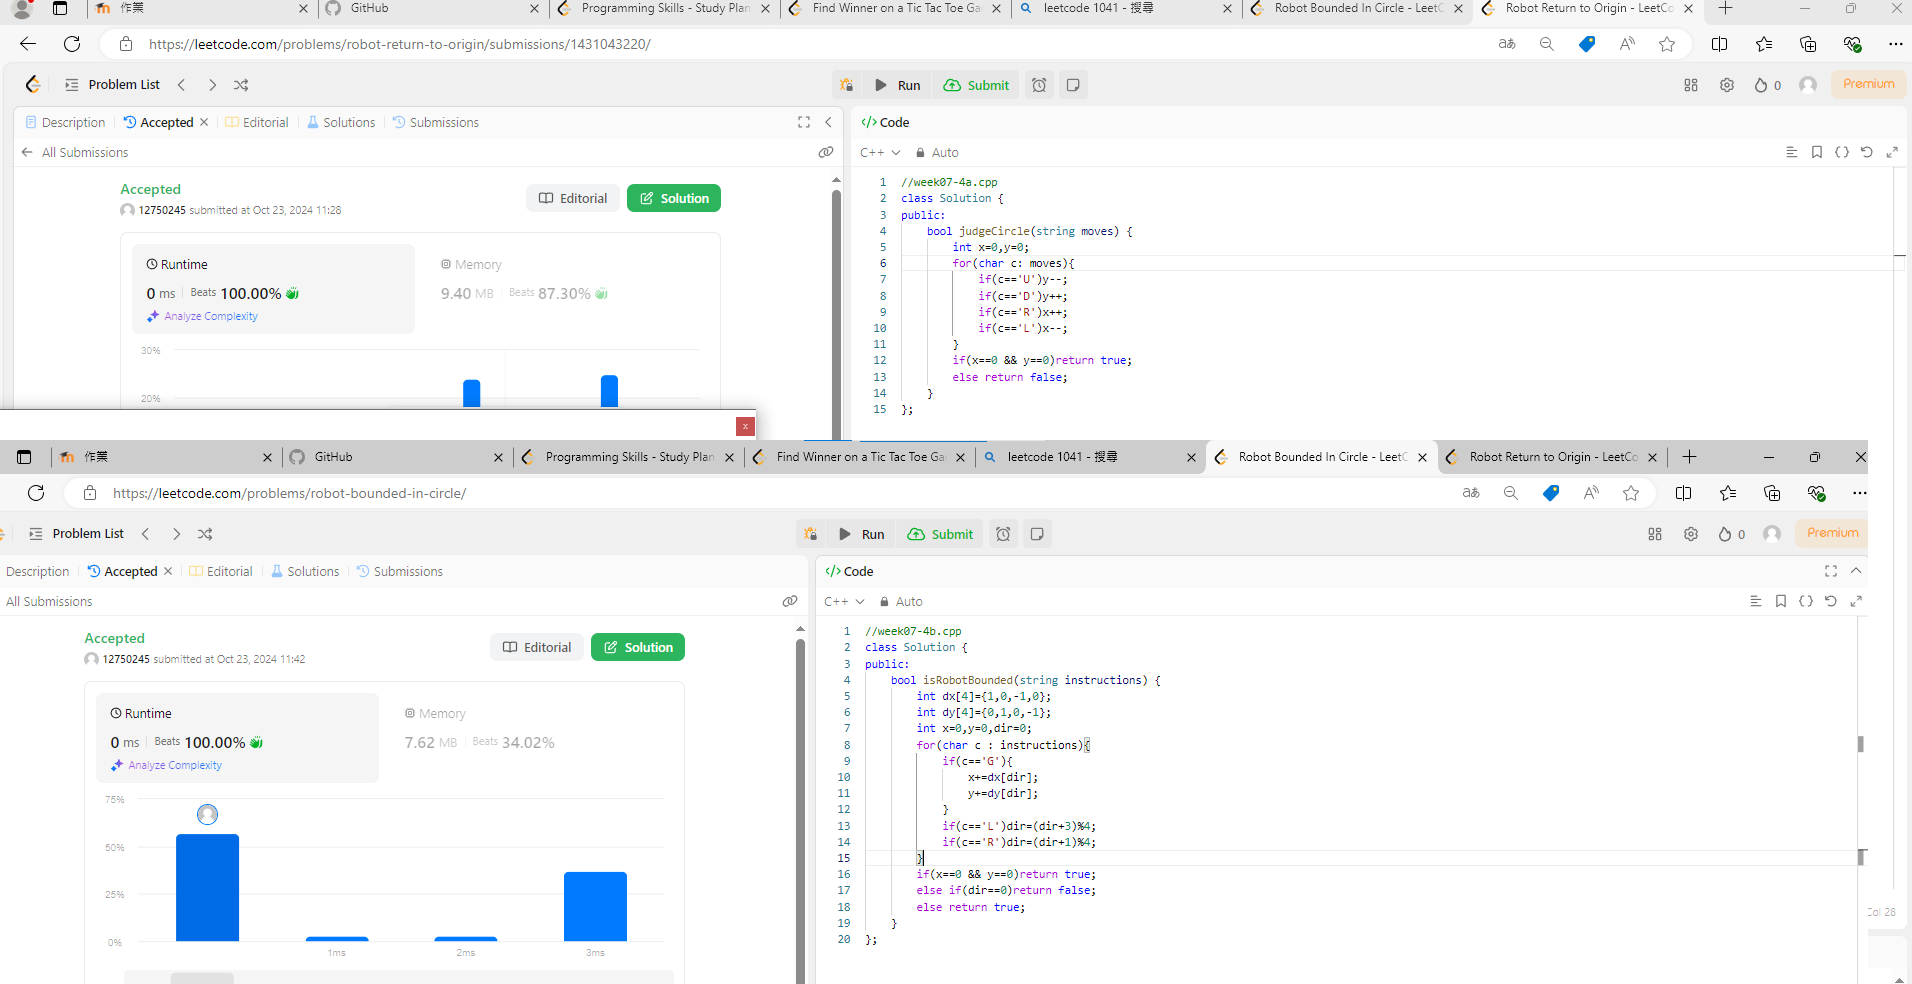 作業
GitHub
Programming Skills - Study Plan
Find Winner on a Tic Tac Toe Ga
leetcode 1041 - 搜尋
Robot Bounded In Circle - LeetC
Robot Return to Origin - LeetCo
https://leetcode.com/problems/robot-return-to-origin/submissions/1431043220/
Problem List
Run
Submit
0
Premium
Description
Accepted
Editorial
Solutions
Submissions
All Submissions
Accepted
12750245 submitted at Oct 23, 2024 11:28
Editorial
Solution
Runtime
0 ms
Beats 100.00%
Analyze Complexity
Memory
9.40 MB
Beats 87.30%
30%
20%
</> Code
C++
Auto
1 //week07-4a.cpp
2 class Solution {
3 public:
4     bool judgeCircle(string moves) {
5         int x=0,y=0;
6         for(char c: moves){
7             if(c=='U')y--;
8             if(c=='D')y++;
9             if(c=='R')x++;
10             if(c=='L')x--;
11         }
12         if(x==0 && y==0)return true;
13         else return false;
14     }
15 };
作業
GitHub
Programming Skills - Study Plan
Find Winner on a Tic Tac Toe Ga
leetcode 1041 - 搜尋
Robot Bounded In Circle - LeetC
Robot Return to Origin - LeetCo
https://leetcode.com/problems/robot-bounded-in-circle/
Problem List
Run
Submit
0
Premium
Description
Accepted
Editorial
Solutions
Submissions
All Submissions
Accepted
12750245 submitted at Oct 23, 2024 11:42
Editorial
Solution
Runtime
0 ms
Beats 100.00%
Analyze Complexity
Memory
7.62 MB
Beats 34.02%
75%
50%
25%
0%
1ms
2ms
3ms
</> Code
C++
Auto
1 //week07-4b.cpp
2 class Solution {
3 public:
4     bool isRobotBounded(string instructions) {
5         int dx[4]={1,0,-1,0};
6         int dy[4]={0,1,0,-1};
7         int x=0,y=0,dir=0;
8         for(char c : instructions){
9             if(c=='G'){
10                 x+=dx[dir];
11                 y+=dy[dir];
12             }
13             if(c=='L')dir=(dir+3)%4;
14             if(c=='R')dir=(dir+1)%4;
15         }
16         if(x==0 && y==0)return true;
17         else if(dir==0)return false;
18         else return true;
19     }
20 };
Col 28